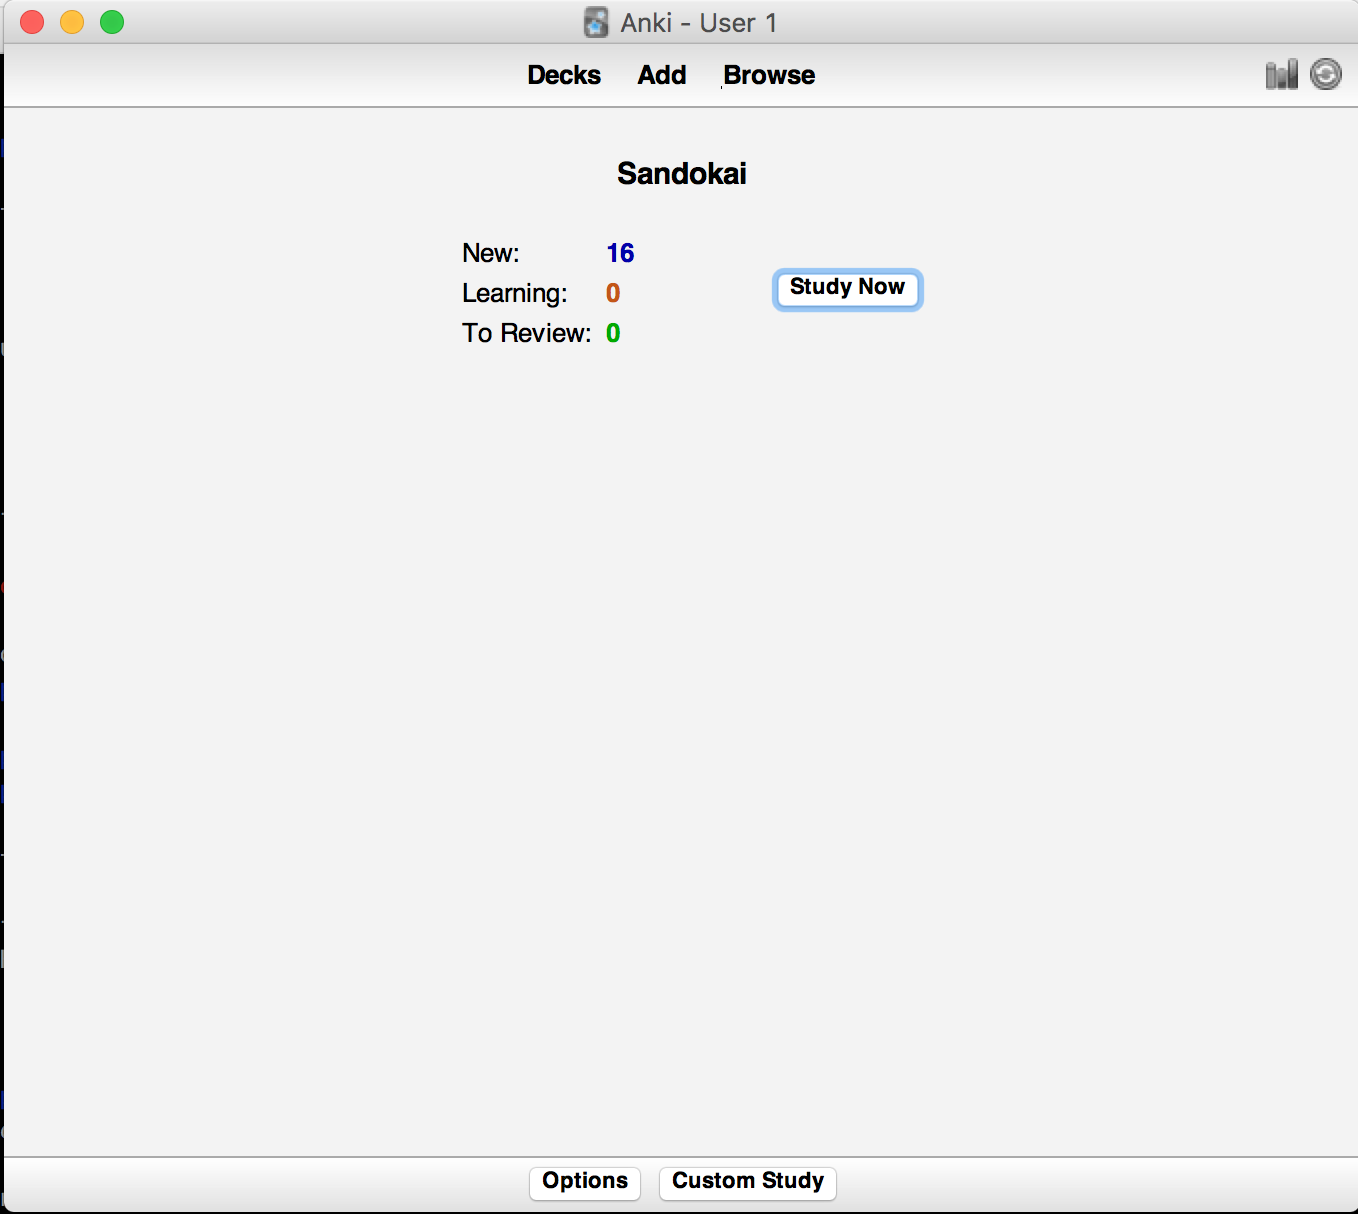 Anki - User 1
Decks Add Browse
Sandokai
New: 16
Learning: 0
Study Now
To Review: 0
Options Custom Study